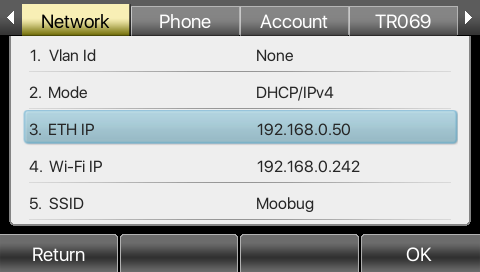 Network Phone Account TR069
1. Vlan Id None
2. Mode DHCP/IPv4
3. ETH IP 192.168.0.50
4. Wi-Fi IP 192.168.0.242
5. SSID Moobug
Return OK